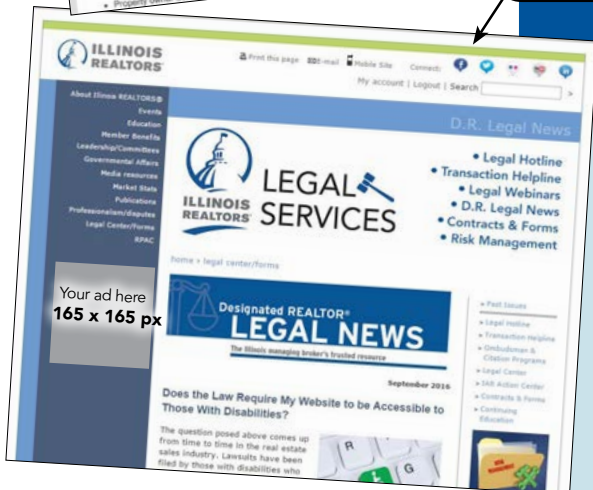 • Property owne
ILLINOIS
REALTORS
Print this page E-mail Mobile Site Connect:
My account | Logout | Search >
About Illinois REALTORS®
Events
Education
Member Benefits
Leadership/Committees
Governmental Affairs
Media resources
Market Stats
Publications
Professionalism/disputes
Legal Center/Forms
RPAC
Your ad here
165 x 165 px
D.R. Legal News
ILLINOIS
REALTORS
LEGAL
SERVICES
• Legal Hotline
• Transaction Helpline
• Legal Webinars
• D.R. Legal News
• Contracts & Forms
• Risk Management
home » legal center/forms
Designated REALTOR®
LEGAL NEWS
The Illinois managing broker's trusted resource
September 2016
Does the Law Require My Website to be Accessible to
Those With Disabilities?
The question posed above comes up
from time to time in the real estate
sales industry. Lawsuits have been
filed by those with disabilities who
R
G
» Past Issues
» Legal Hotline
» Transaction Helpline
» Ombudsman &
Citation Programs
» Legal Center
» IAR Action Center
» Contracts & Forms
» Continuing
Education